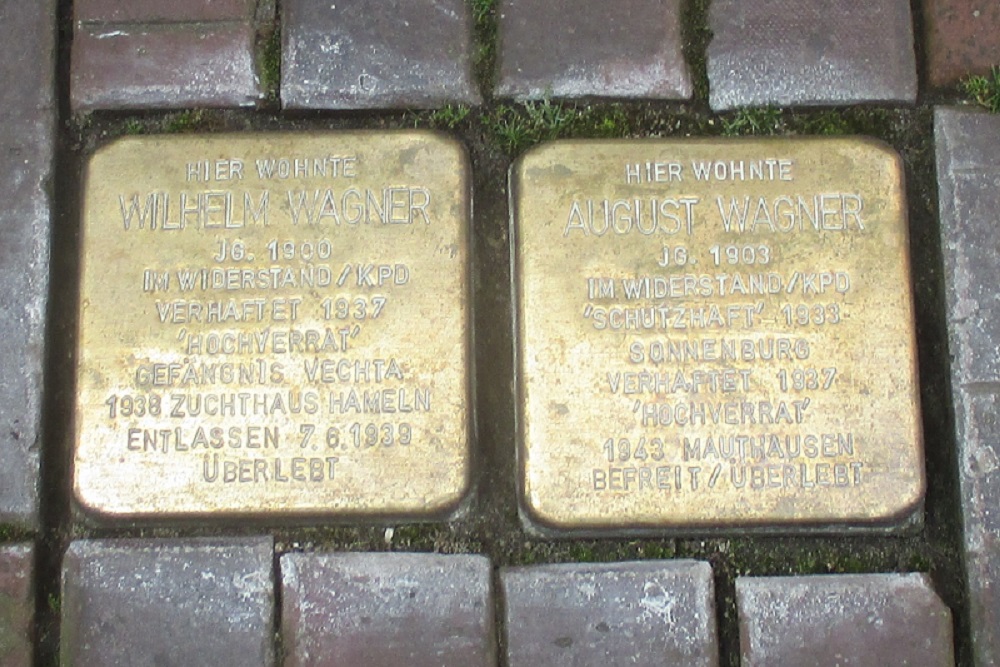 HIER WOHNTE
WILHELM WAGNER
JG. 1900
IM WIDERSTAND/KPD
VERHAFTET 1937
'HOCHVERRAT'
GEFÄNGNIS VECHTA
1938 ZUCHTHAUS HAMELN
ENTLASSEN 7.6.1939
ÜBERLEBT
HIER WOHNTE
AUGUST WAGNER
JG. 1903
IM WIDERSTAND/KPD
'SCHUTZHAFT' 1933
SONNENBURG
VERHAFTET 1937
'HOCHVERRAT'
1943 MAUTHAUSEN
BEFREIT/ÜBERLEBT